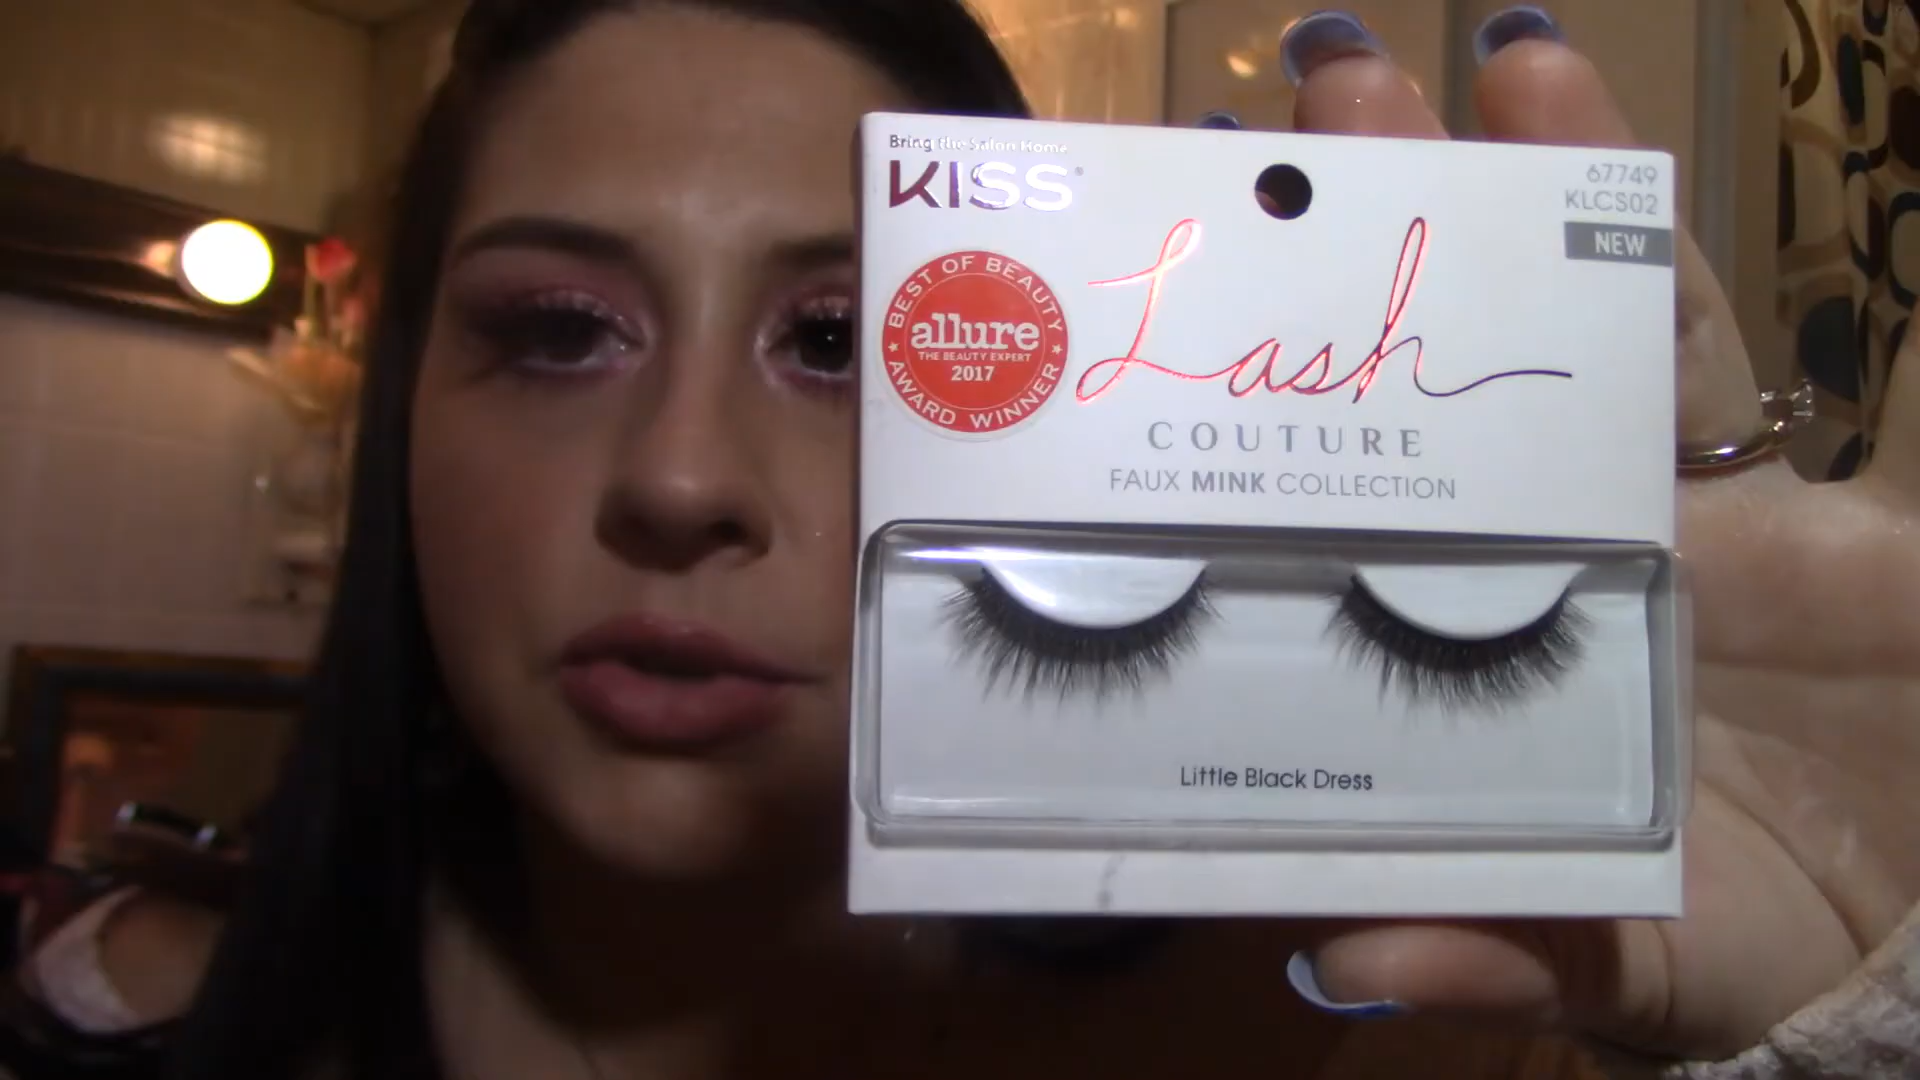 Bring the Salon Home
KISS®
67749
KLCS02
NEW
BEST OF BEAUTY
allure
THE BEAUTY EXPERT
2017
AWARD WINNER
Lash
COUTURE
FAUX MINK COLLECTION
Little Black Dress